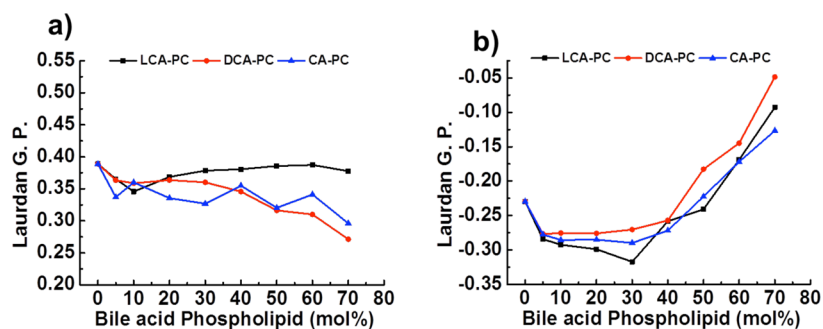 a)
LCA-PC DCA-PC CA-PC
Laurdan G. P.
0.55
0.50
0.45
0.40
0.35
0.30
0.25
0.20
0 10 20 30 40 50 60 70 80
Bile acid Phospholipid (mol%)
b)
LCA-PC DCA-PC CA-PC
Laurdan G. P.
-0.05
-0.10
-0.15
-0.20
-0.25
-0.30
-0.35
0 10 20 30 40 50 60 70 80
Bile acid Phospholipid (mol%)